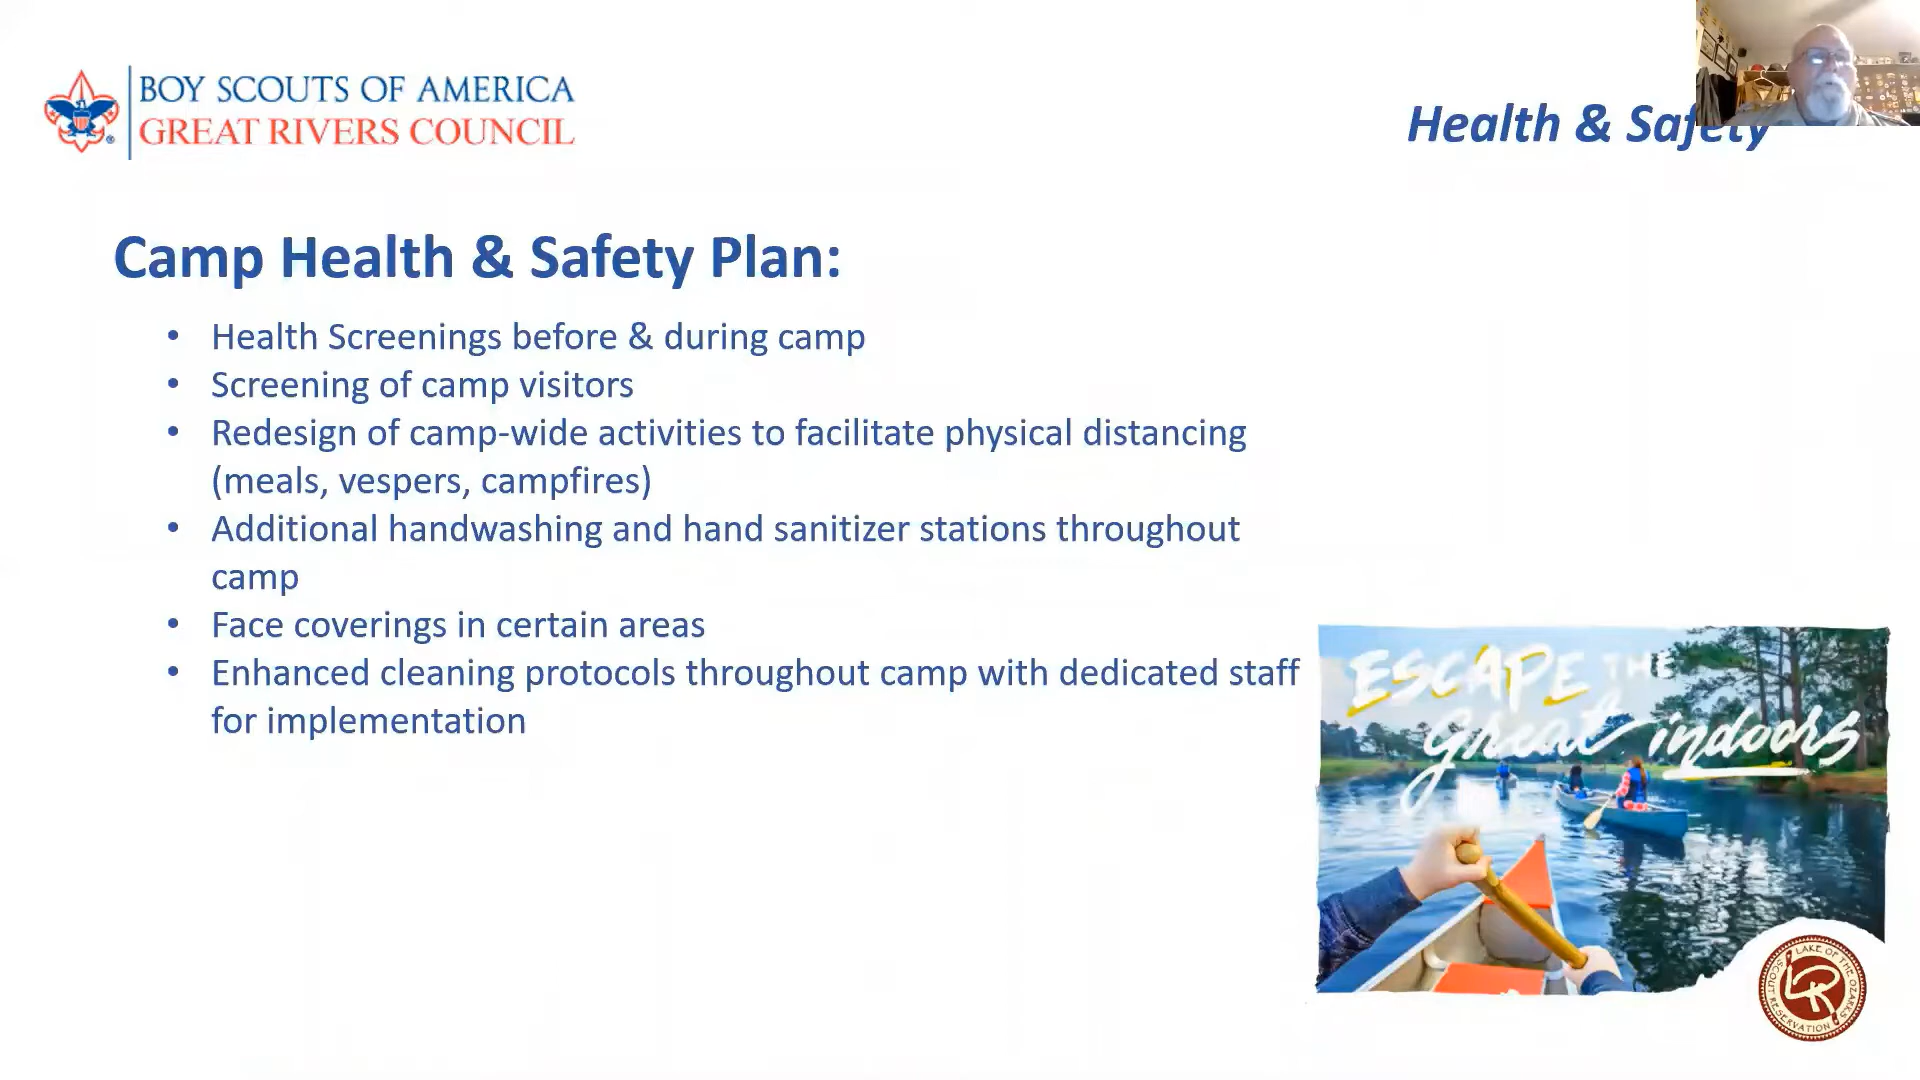 BOY SCOUTS OF AMERICA
GREAT RIVERS COUNCIL
Health & Safety
Camp Health & Safety Plan:
• Health Screenings before & during camp
• Screening of camp visitors
• Redesign of camp-wide activities to facilitate physical distancing
(meals, vespers, campfires)
• Additional handwashing and hand sanitizer stations throughout
camp
• Face coverings in certain areas
• Enhanced cleaning protocols throughout camp with dedicated staff
for implementation
ESCAPE THE
Great indoors
LAKE OF THE OZARKS
SCOUT RESERVATION
LR